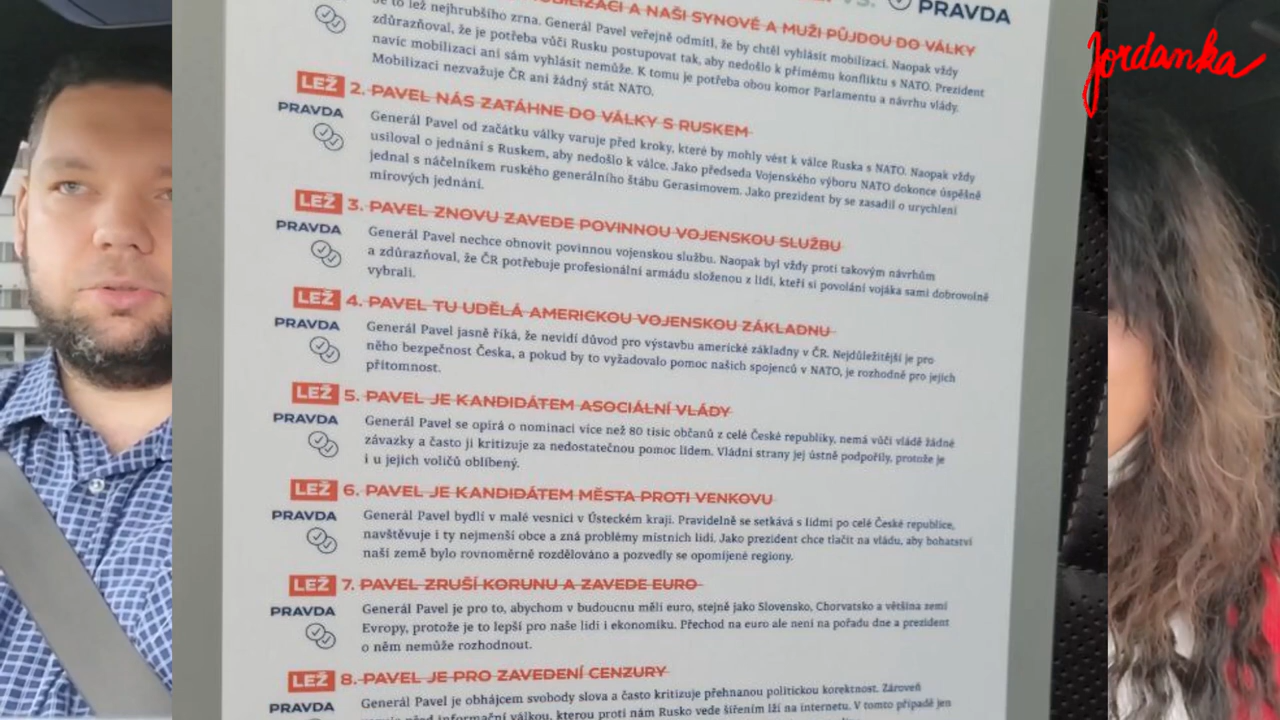 VS. PRAVDA
MOBILIZACI A NAŠI SYNOVÉ A MUŽI PŮJDOU DO VÁLKY
Je to lež nejhrubšího zrna. Generál Pavel veřejně odmítl, že by chtěl vyhlásit mobilizaci. Naopak vždy
zdůrazňoval, že je potřeba vůči Rusku postupovat tak, aby nedošlo k přímému konfliktu s NATO. Prezident
navíc mobilizaci ani sám vyhlásit nemůže. K tomu je potřeba obou komor Parlamentu a návrhu vlády.
Mobilizaci nezvažuje ČR ani žádný stát NATO.
LEŽ 2. PAVEL NÁS ZATÁHNE DO VÁLKY S RUSKEM
PRAVDA
Generál Pavel od začátku války varuje před kroky, které by mohly vést k válce Ruska s NATO. Naopak vždy
usiloval o jednání s Ruskem, aby nedošlo k válce. Jako předseda Vojenského výboru NATO dokonce úspěšně
jednal s náčelníkem ruského generálního štábu Gerasimovem. Jako prezident by se zasadil o urychlení
mírových jednání.
LEŽ 3. PAVEL ZNOVU ZAVEDE POVINNOU VOJENSKOU SLUŽBU
PRAVDA
Generál Pavel nechce obnovit povinnou vojenskou službu. Naopak byl vždy proti takovým návrhům
a zdůrazňoval, že ČR potřebuje profesionální armádu složenou z lidí, kteří si povolání vojáka sami dobrovolně
vybrali.
LEŽ 4. PAVEL TU UDĚLÁ AMERICKOU VOJENSKOU ZÁKLADNU
PRAVDA
Generál Pavel jasně říká, že nevidí důvod pro výstavbu americké základny v ČR. Nejdůležitější je pro
něho bezpečnost Česka, a pokud by to vyžadovalo pomoc našich spojenců v NATO, je rozhodně pro jejich
přítomnost.
LEŽ 5. PAVEL JE KANDIDÁTEM ASOCIÁLNÍ VLÁDY
PRAVDA
Generál Pavel se opírá o nominaci více než 80 tisíc občanů z celé České republiky, nemá vůči vládě žádné
závazky a často ji kritizuje za nedostatečnou pomoc lidem. Vládní strany jej ústně podpořily, protože je
i u jejich voličů oblíbený.
LEŽ 6. PAVEL JE KANDIDÁTEM MĚSTA PROTI VENKOVU
PRAVDA
Generál Pavel bydlí v malé vesnici v Ústeckém kraji. Pravidelně se setkává s lidmi po celé České republice,
navštěvuje i ty nejmenší obce a zná problémy místních lidí. Jako prezident chce tlačit na vládu, aby bohatství
naší země bylo rovnoměrně rozdělováno a pozvedly se opomíjené regiony.
LEŽ 7. PAVEL ZRUŠÍ KORUNU A ZAVEDE EURO
PRAVDA
Generál Pavel je pro to, abychom v budoucnu měli euro, stejně jako Slovensko, Chorvatsko a většina zemí
Evropy, protože je to lepší pro naše lidi i ekonomiku. Přechod na euro ale není na pořadu dne a prezident
o něm nemůže rozhodnout.
LEŽ 8. PAVEL JE PRO ZAVEDENÍ CENZURY
PRAVDA
Generál Pavel je obhájcem svobody slova a často kritizuje přehnanou politickou korektnost. Zároveň
před informační válkou, kterou proti nám Rusko vede šířením lží na internetu. V tomto případě jen
Jordanka